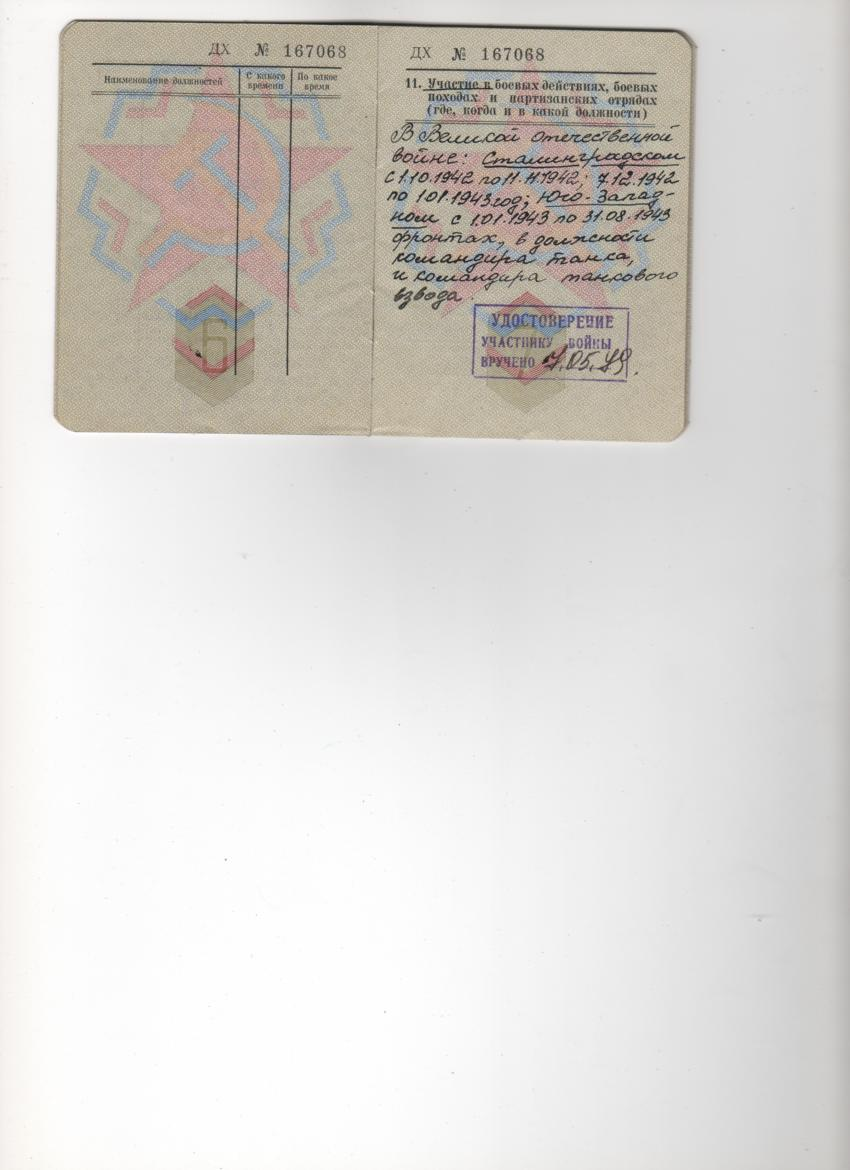 ДХ № 167068
Наименование должностей
С какого времени
По какое время
6
ДХ № 167068
11. Участие в боевых действиях, боевых
походах и партизанских отрядах
(где, когда и в какой должности)
В Великой отечественной
войне: Сталинградском
с 1.10.1942 по 11.11.1942; 7.12.1942
по 1.01.1943 год; Юго-Запад-
ном с 1.01.1943 по 31.08.1943
фронтах, в должности
командира танка,
и командира танкового
взвода.
УДОСТОВЕРЕНИЕ
УЧАСТНИКУ ВОЙНЫ
ВРУЧЕНО 7.05.